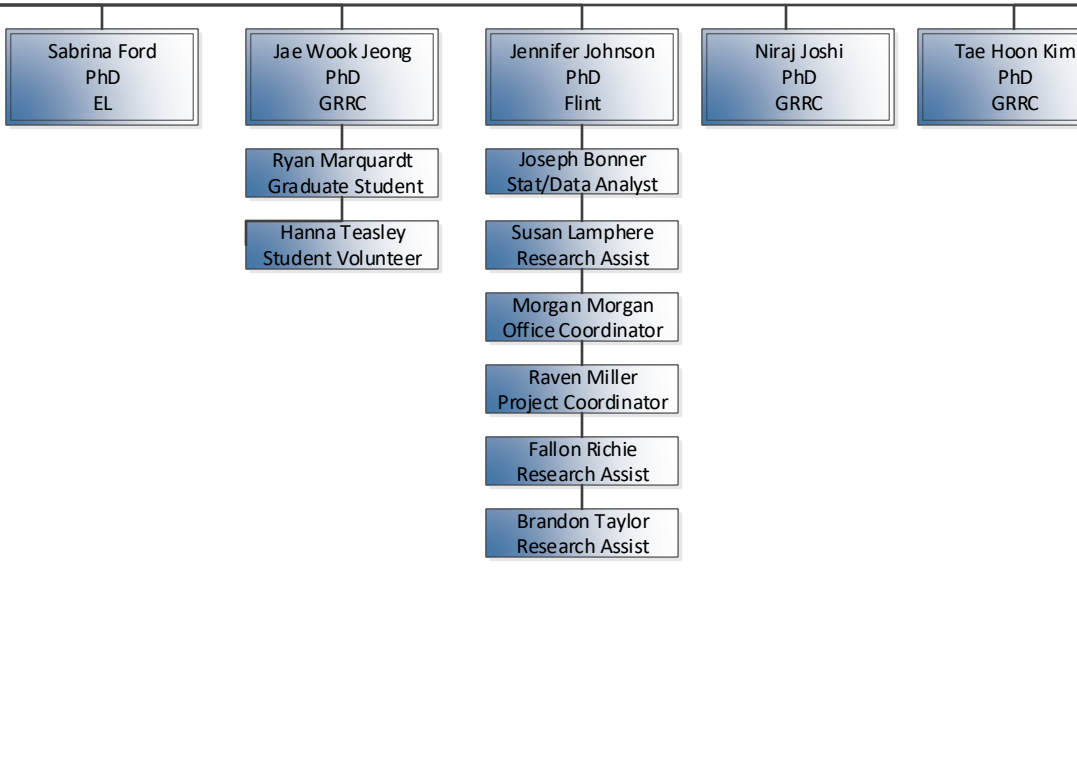 Sabrina Ford
PhD
EL
Jae Wook Jeong
PhD
GRRC
Ryan Marquardt
Graduate Student
Hanna Teasley
Student Volunteer
Jennifer Johnson
PhD
Flint
Joseph Bonner
Stat/Data Analyst
Susan Lamphere
Research Assist
Morgan Morgan
Office Coordinator
Raven Miller
Project Coordinator
Fallon Richie
Research Assist
Brandon Taylor
Research Assist
Niraj Joshi
PhD
GRRC
Tae Hoon Kim
PhD
GRRC